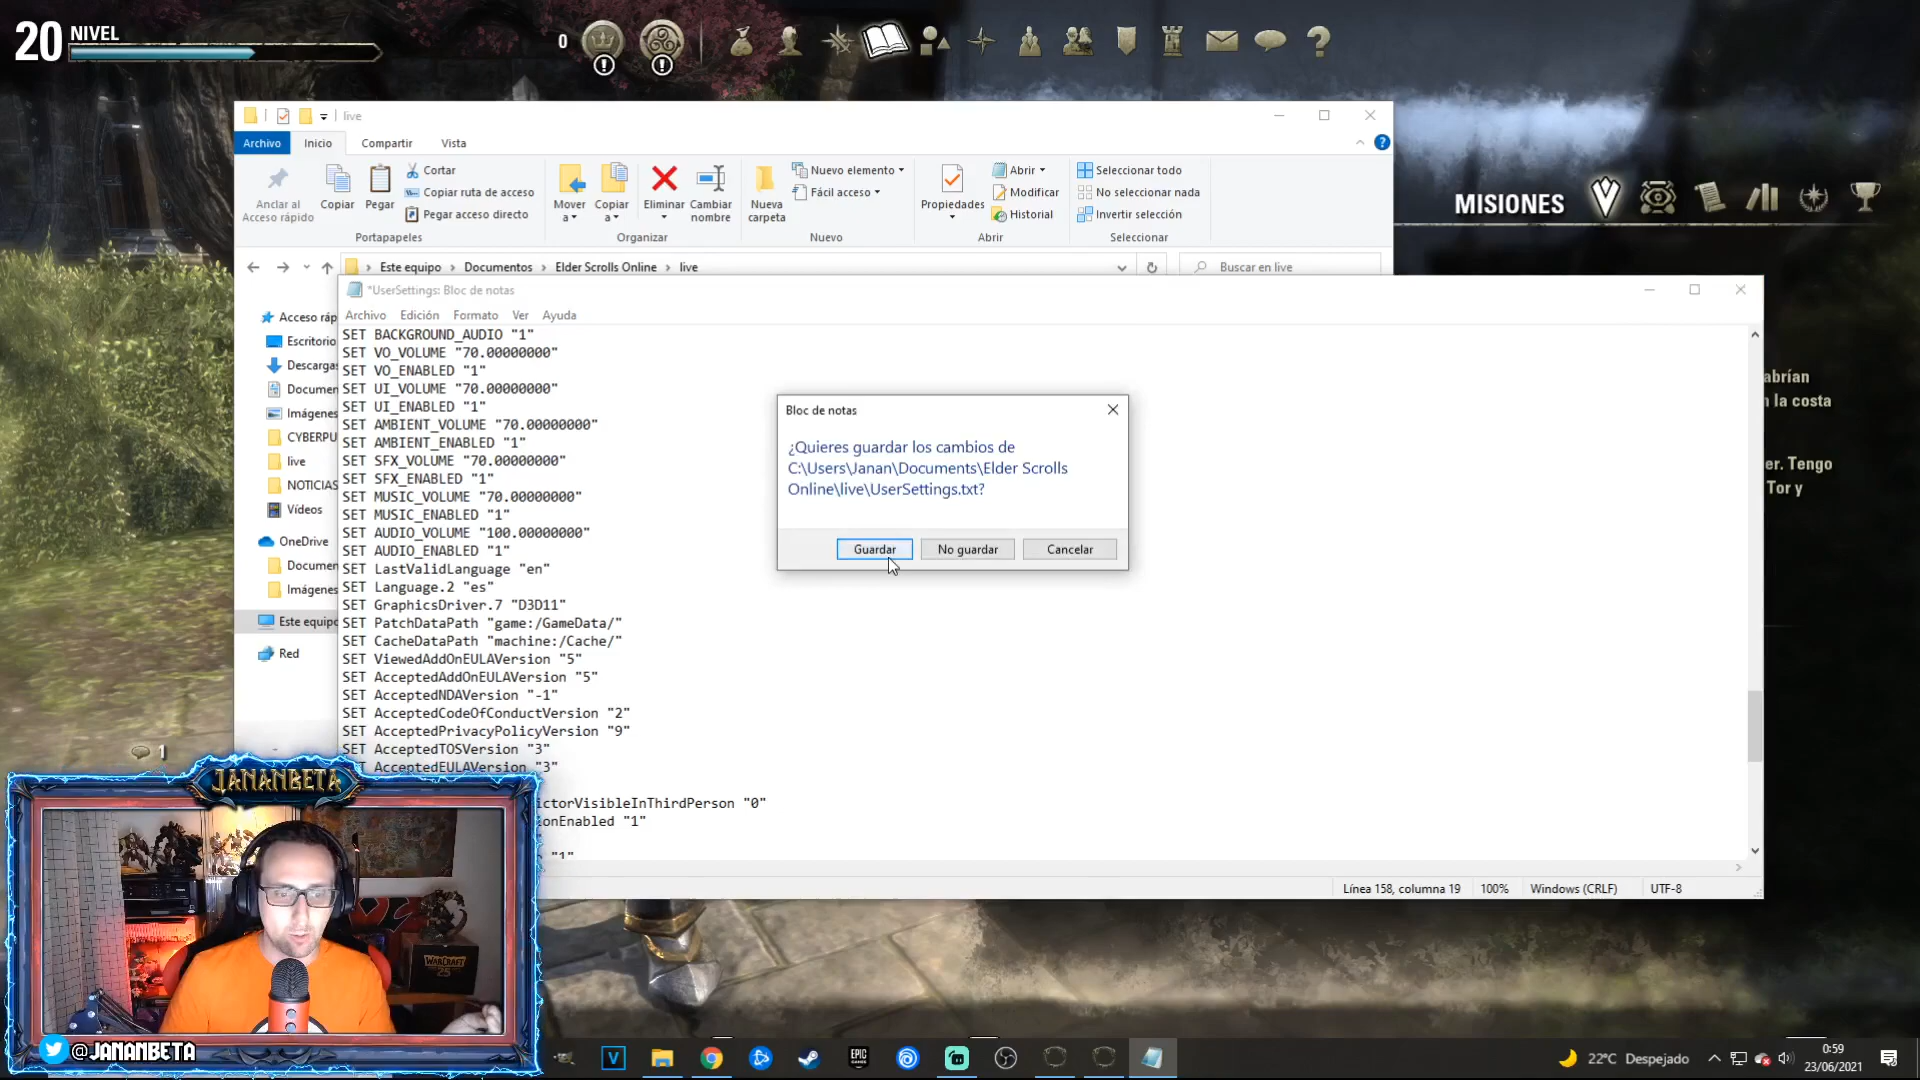 20 NIVEL
0
live
Archivo Inicio Compartir Vista
Anclar al Acceso rápido
Copiar
Pegar
Cortar
Copiar ruta de acceso
Pegar acceso directo
Portapapeles
Mover a
Copiar a
Eliminar
Cambiar nombre
Organizar
Nueva carpeta
Nuevo elemento
Fácil acceso
Nuevo
Propiedades
Abrir
Modificar
Historial
Abrir
Seleccionar todo
No seleccionar nada
Invertir selección
Seleccionar
MISIONES
Este equipo > Documentos > Elder Scrolls Online > live
Buscar en live
Acceso ráp
Escritorio
Descargas
Documen
Imágenes
CYBERPU
live
NOTICIAS
Vídeos
OneDrive
Documen
Imágenes
Este equipo
Red
*UserSettings: Bloc de notas
Archivo Edición Formato Ver Ayuda
SET BACKGROUND_AUDIO "1"
SET VO_VOLUME "70.00000000"
SET VO_ENABLED "1"
SET UI_VOLUME "70.00000000"
SET UI_ENABLED "1"
SET AMBIENT_VOLUME "70.00000000"
SET AMBIENT_ENABLED "1"
SET SFX_VOLUME "70.00000000"
SET SFX_ENABLED "1"
SET MUSIC_VOLUME "70.00000000"
SET MUSIC_ENABLED "1"
SET AUDIO_VOLUME "100.00000000"
SET AUDIO_ENABLED "1"
SET LastValidLanguage "en"
SET Language.2 "es"
SET GraphicsDriver.7 "D3D11"
SET PatchDataPath "game:/GameData/"
SET CacheDataPath "machine:/Cache/"
SET ViewedAddOnEULAVersion "5"
SET AcceptedAddOnEULAVersion "5"
SET AcceptedNDAVersion "-1"
SET AcceptedCodeOfConductVersion "2"
SET AcceptedPrivacyPolicyVersion "9"
SET AcceptedTOSVersion "3"
SET AcceptedEULAVersion "3"
ictorVisibleInThirdPerson "0"
onEnabled "1"
"1"
Bloc de notas
¿Quieres guardar los cambios de
C:\Users\Janan\Documents\Elder Scrolls
Online\live\UserSettings.txt?
Guardar No guardar Cancelar
abrían
n la costa
er. Tengo
Tor y
Línea 158, columna 19 100% Windows (CRLF) UTF-8
1
JANANBETA
WARCRAFT
25
@JANANBETA
V
EPIC
22°C Despejado
0:59
23/06/2021